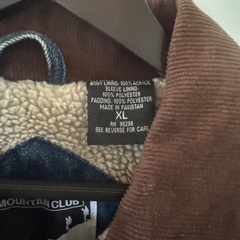 BODY LINING: 100% ACRYLIC
SLEEVE LINING:
100% POLYESTER
PADDING: 100% POLYESTER
MADE IN PAKISTAN
XL
RN 96298
SEE REVERSE FOR CARE
MOUNTAIN CLUB